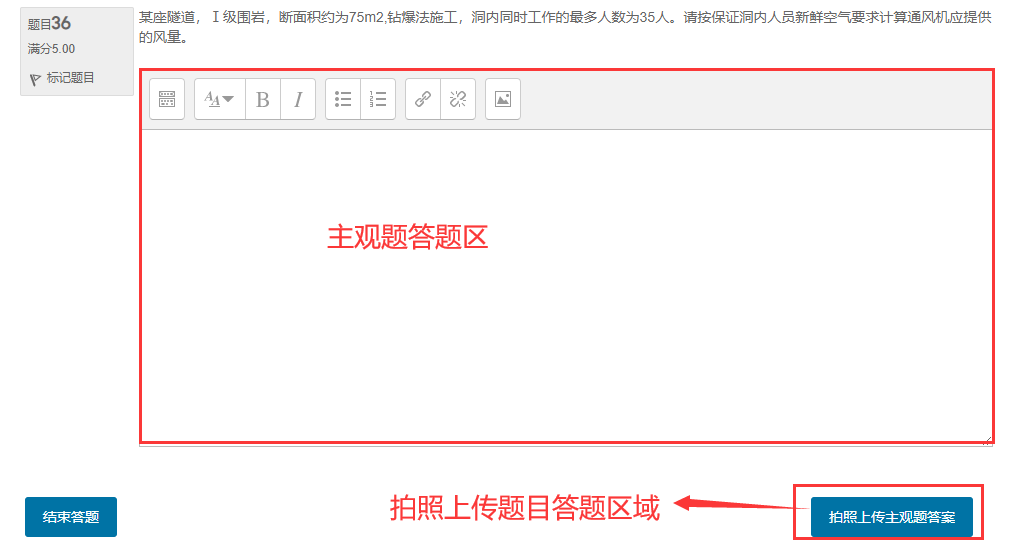 题目36
满分5.00
标记题目
某座隧道，Ⅰ级围岩，断面积约为75m2,钻爆法施工，洞内同时工作的最多人数为35人。请按保证洞内人员新鲜空气要求计算通风机应提供
的风量。
B I
主观题答题区
结束答题
拍照上传题目答题区域
拍照上传主观题答案